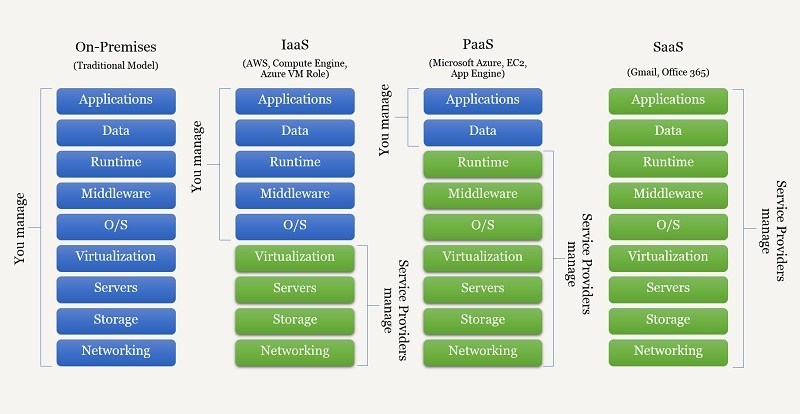 On-Premises
(Traditional Model)
You manage
Applications
Data
Runtime
Middleware
O/S
Virtualization
Servers
Storage
Networking
IaaS
(AWS, Compute Engine,
Azure VM Role)
You manage
Applications
Data
Runtime
Middleware
O/S
Virtualization
Servers
Storage
Networking
Service Providers
manage
PaaS
(Microsoft Azure, EC2,
App Engine)
You manage
Applications
Data
Runtime
Middleware
O/S
Virtualization
Servers
Storage
Networking
Service Providers
manage
SaaS
(Gmail, Office 365)
Applications
Data
Runtime
Middleware
O/S
Virtualization
Servers
Storage
Networking
Service Providers
manage